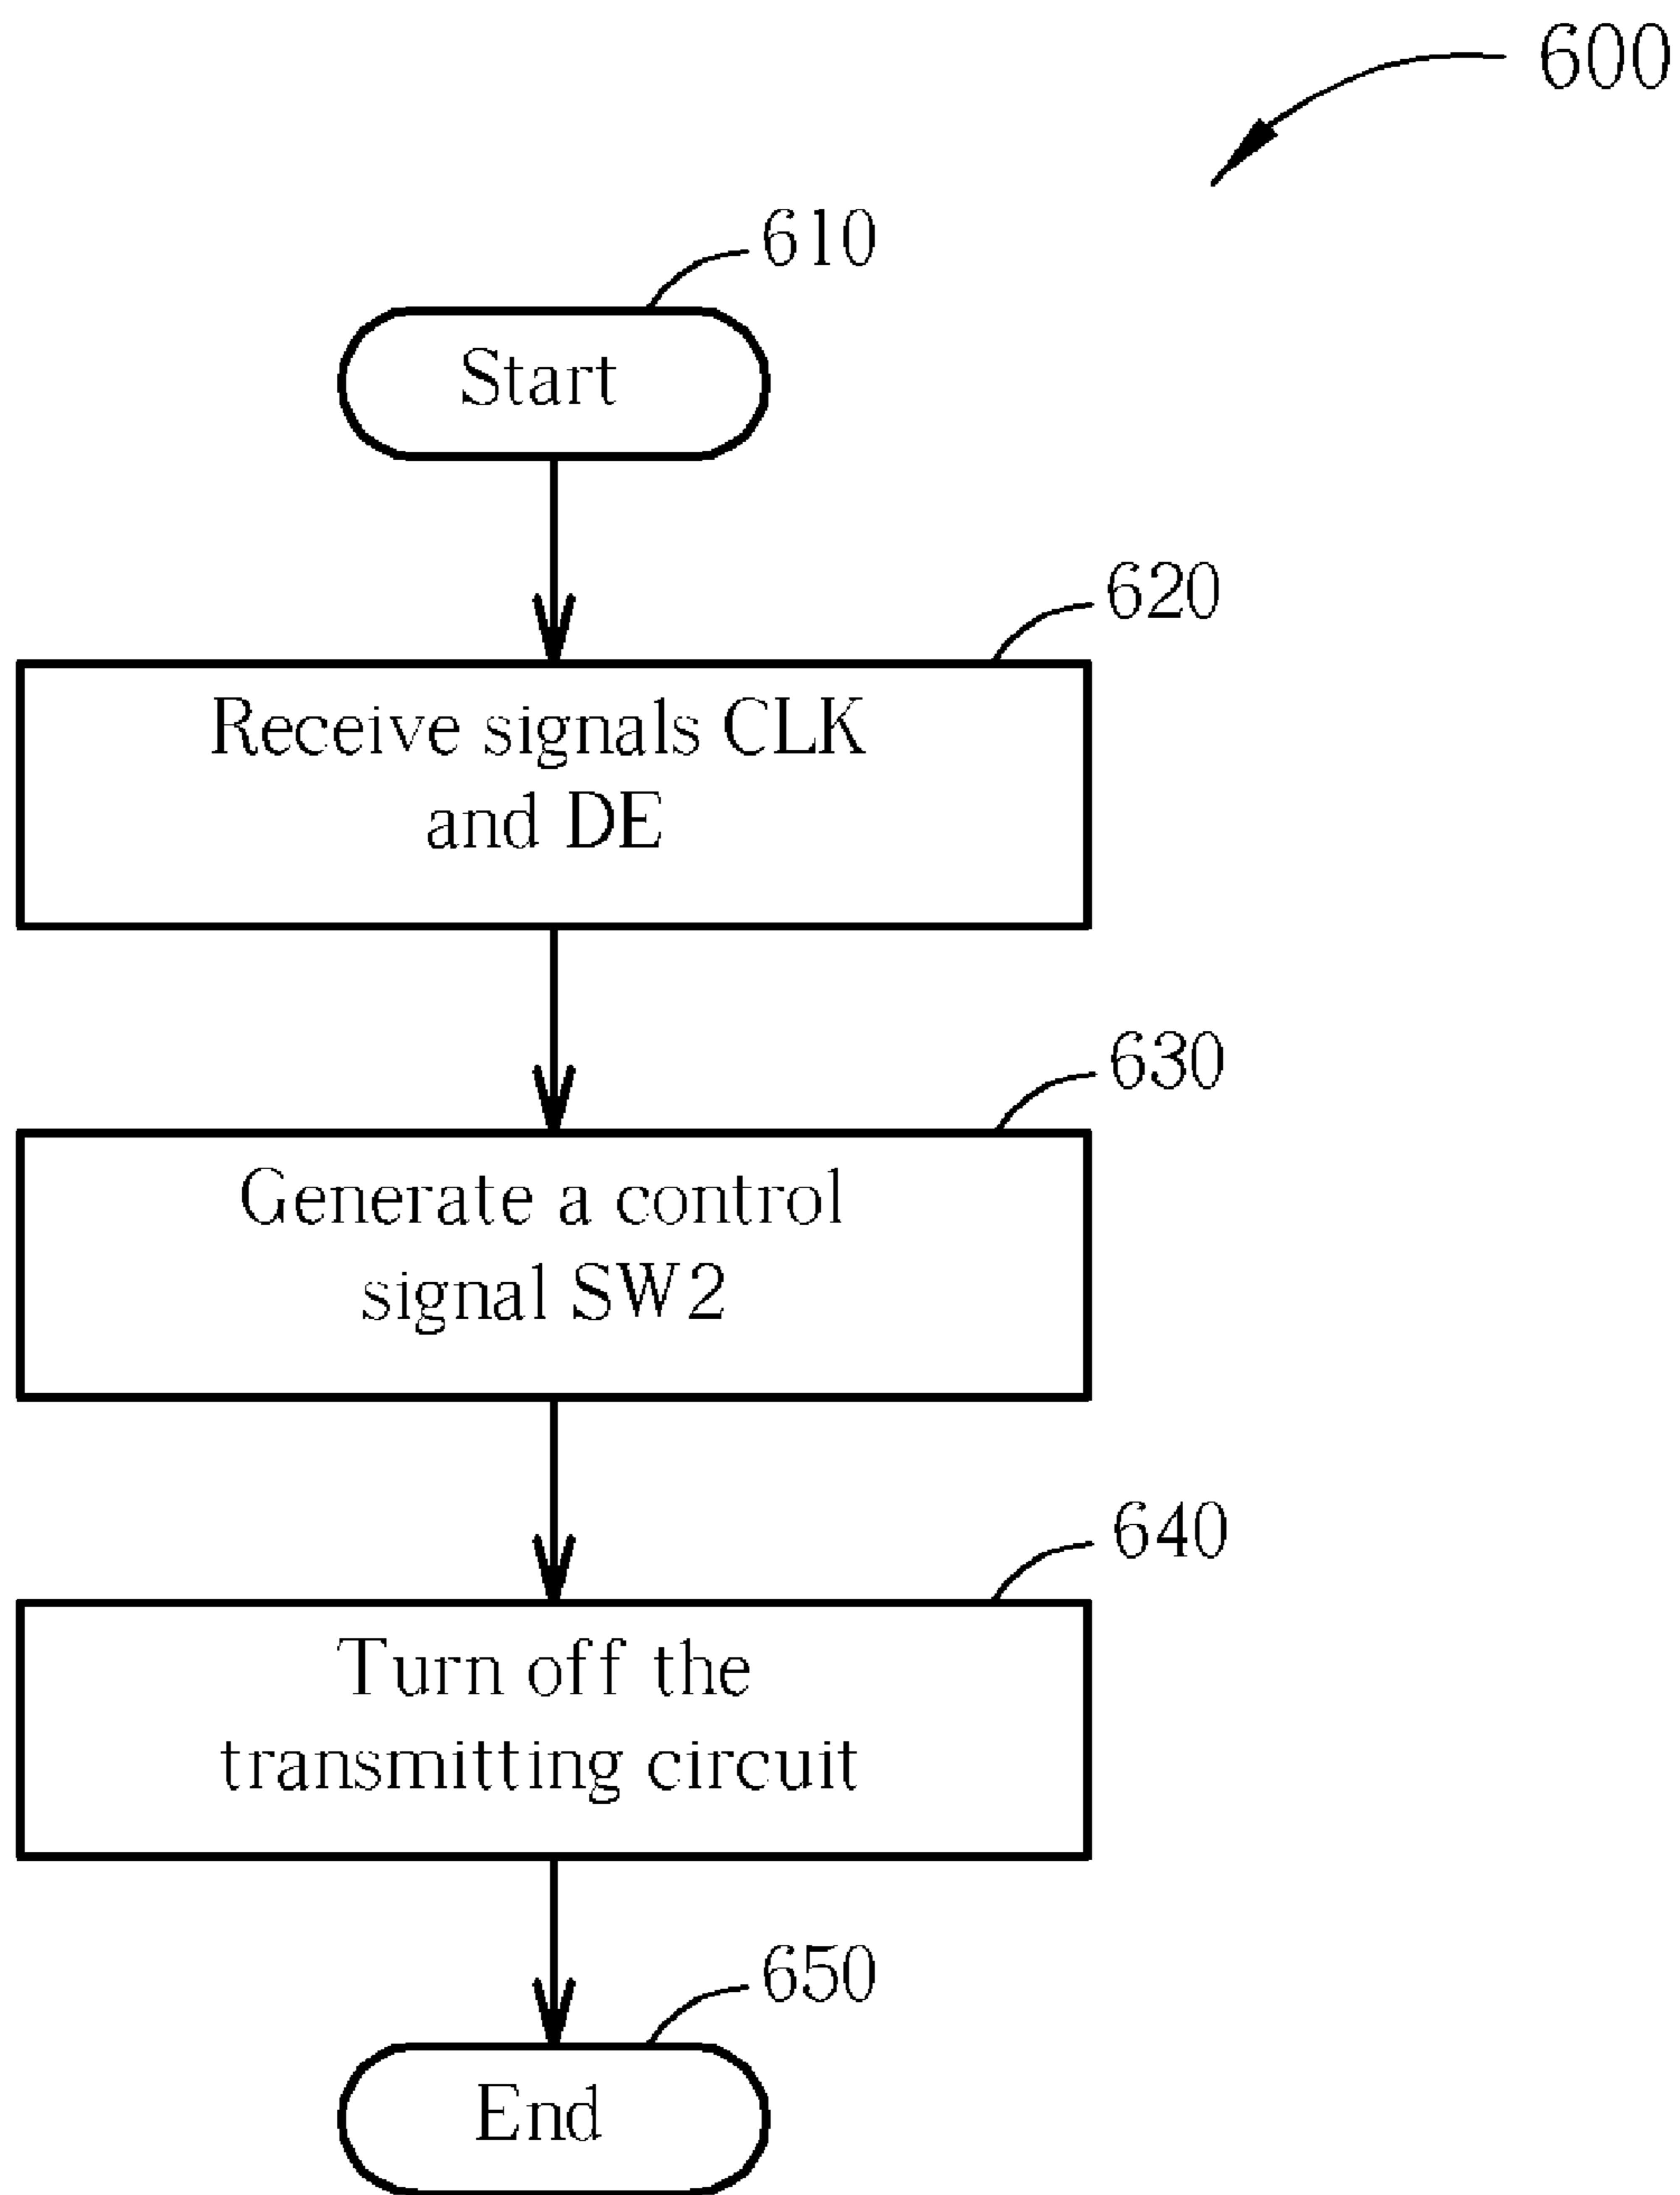 600
610
Start
620
Receive signals CLK
and DE
630
Generate a control
signal SW2
640
Turn off the
transmitting circuit
650
End